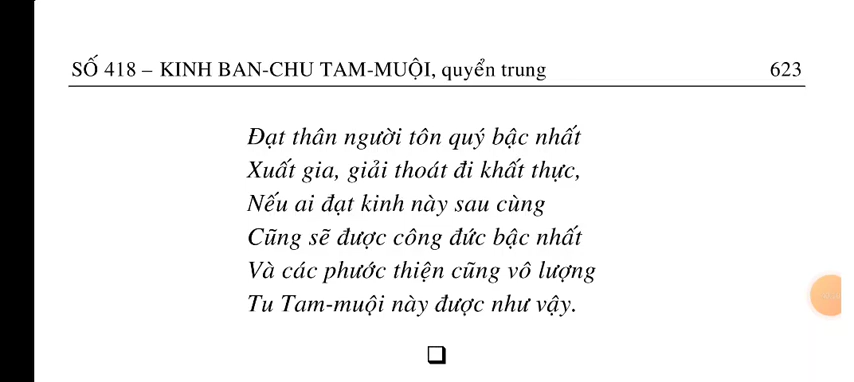 SỐ 418 – KINH BAN-CHU TAM-MUỘI, quyển trung 623
Đạt thân người tôn quý bậc nhất
Xuất gia, giải thoát đi khất thực,
Nếu ai đạt kinh này sau cùng
Cũng sẽ được công đức bậc nhất
Và các phước thiện cũng vô lượng
Tu Tam-muội này được như vậy.